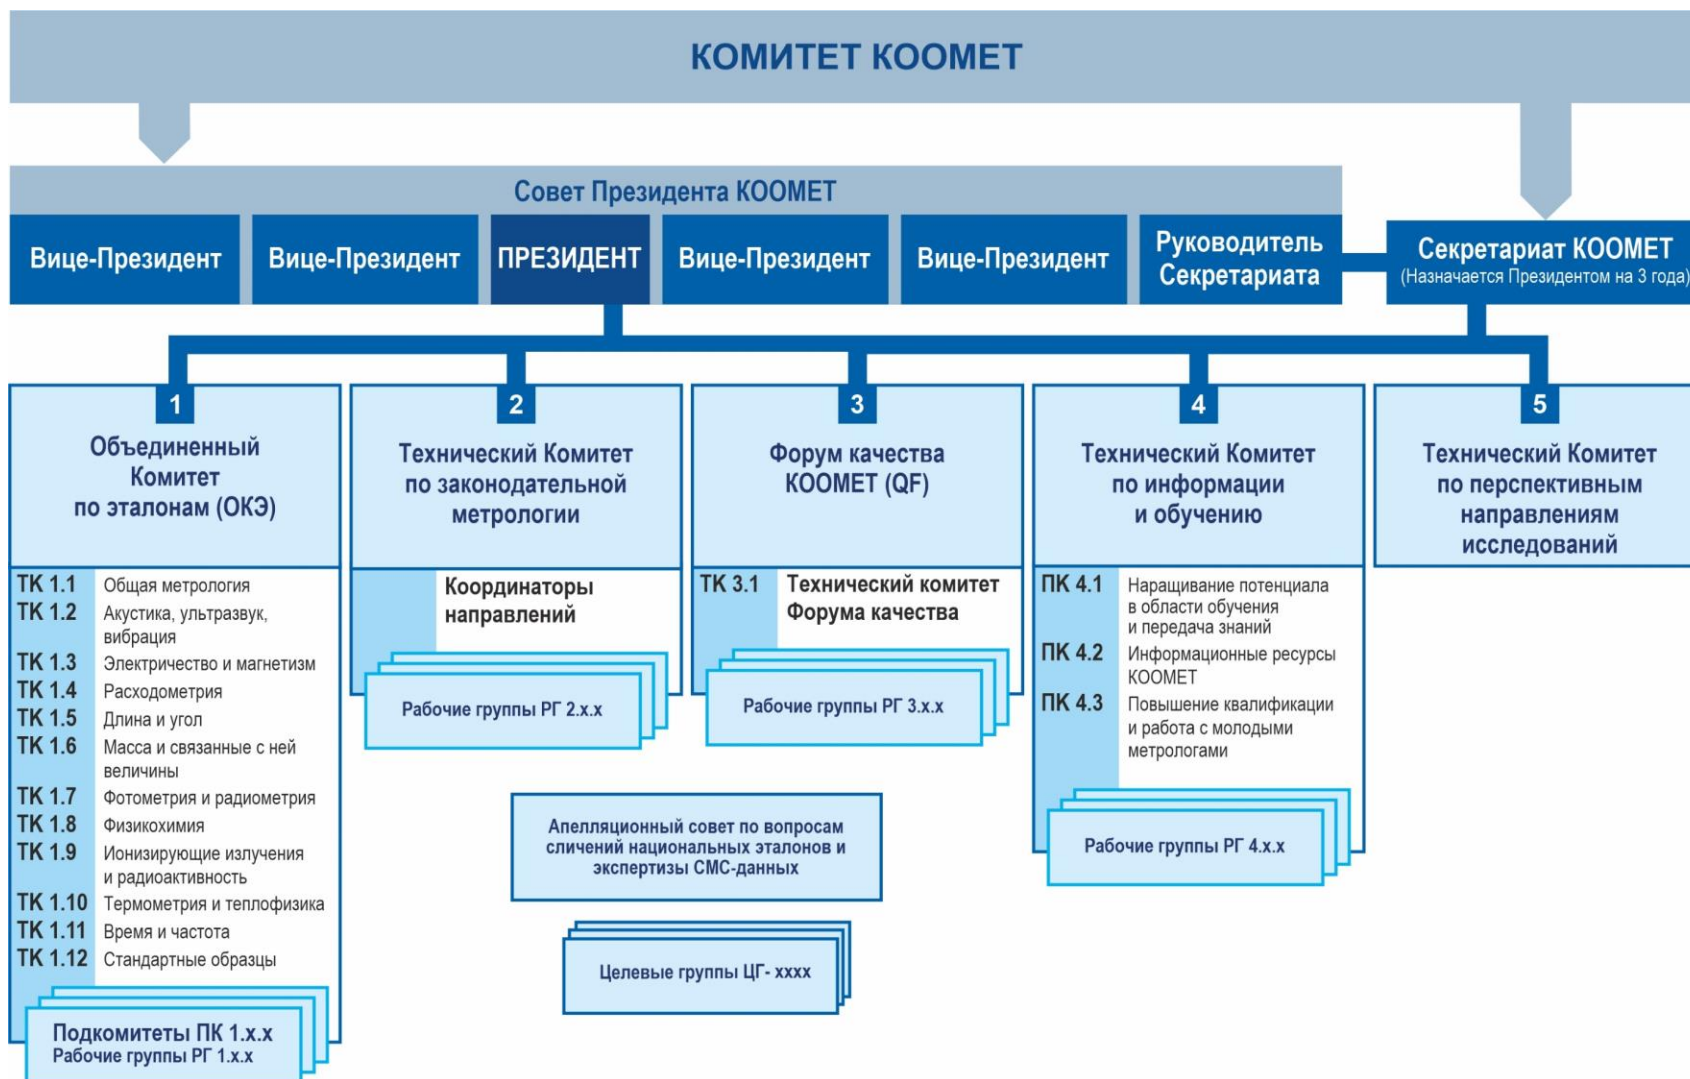 КОМИТЕТ КООМЕТ
Совет Президента КООМЕТ
Вице-Президент
Вице-Президент
ПРЕЗИДЕНТ
Вице-Президент
Вице-Президент
Руководитель
Секретариата
Секретариат КООМЕТ
(Назначается Президентом на 3 года)
1
Объединенный
Комитет
по эталонам (ОКЭ)
ТК 1.1 Общая метрология
ТК 1.2 Акустика, ультразвук,
вибрация
ТК 1.3 Электричество и магнетизм
ТК 1.4 Расходометрия
ТК 1.5 Длина и угол
ТК 1.6 Масса и связанные с ней
величины
ТК 1.7 Фотометрия и радиометрия
ТК 1.8 Физикохимия
ТК 1.9 Ионизирующие излучения
и радиоактивность
ТК 1.10 Термометрия и теплофизика
ТК 1.11 Время и частота
ТК 1.12 Стандартные образцы
Подкомитеты ПК 1.х.х
Рабочие группы РГ 1.х.х
2
Технический Комитет
по законодательной
метрологии
Координаторы
направлений
Рабочие группы РГ 2.х.х
3
Форум качества
КООМЕТ (QF)
ТК 3.1 Технический комитет
Форума качества
Рабочие группы РГ 3.х.х
Апелляционный совет по вопросам
сличений национальных эталонов и
экспертизы СМС-данных
Целевые группы ЦГ- хххх
4
Технический Комитет
по информации
и обучению
ПК 4.1 Наращивание потенциала
в области обучения
и передача знаний
ПК 4.2 Информационные ресурсы
КООМЕТ
ПК 4.3 Повышение квалификации
и работа с молодыми
метрологами
Рабочие группы РГ 4.х.х
5
Технический Комитет
по перспективным
направлениям
исследований